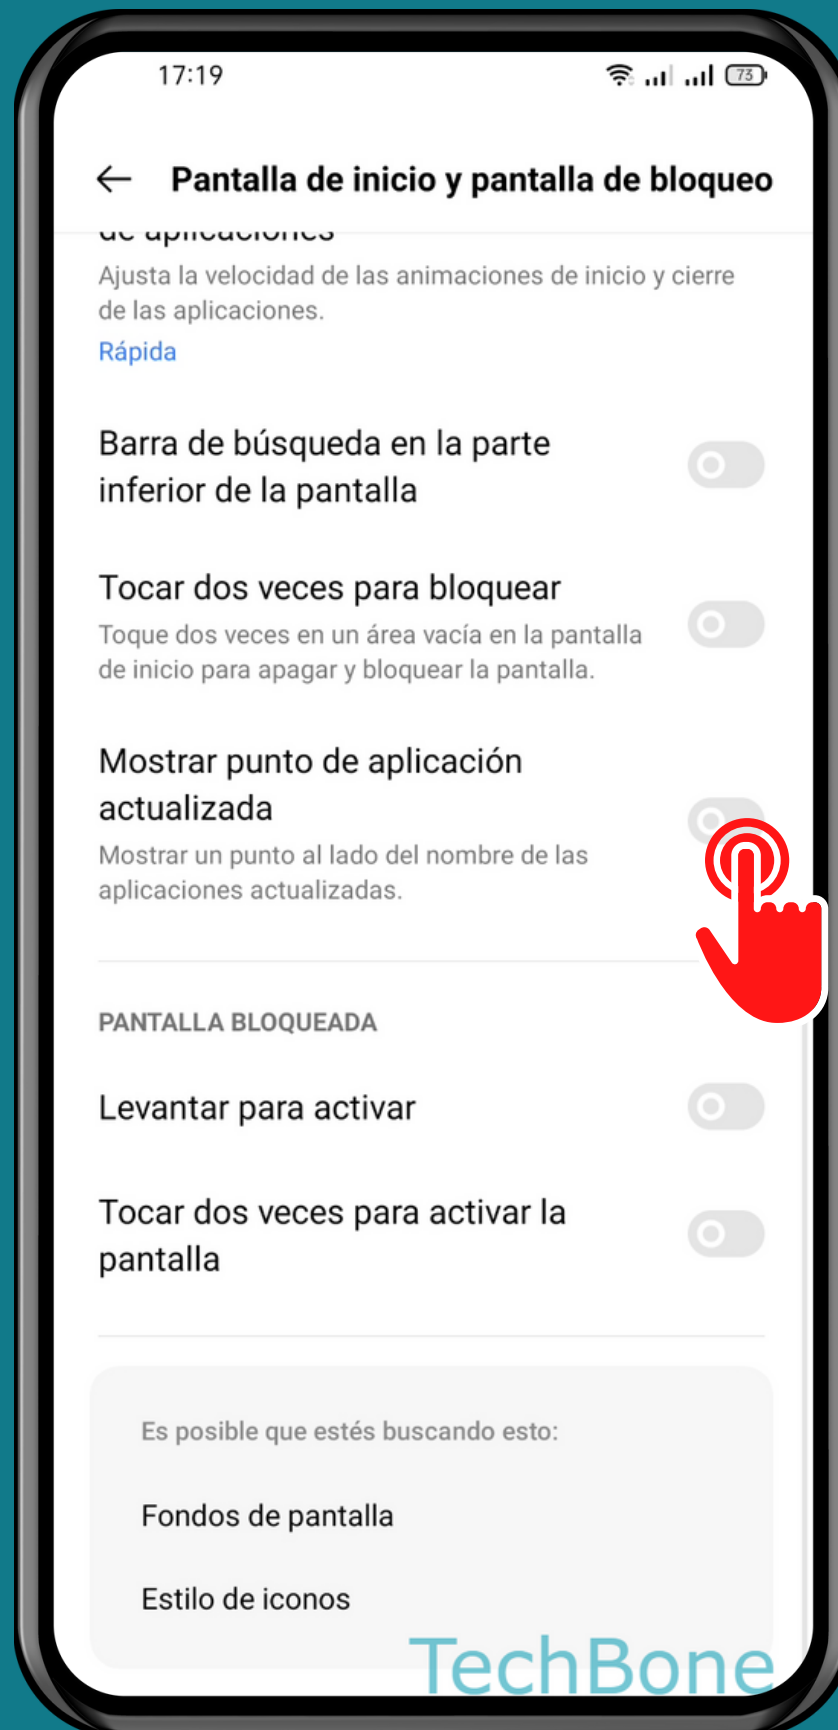 17:19
73
Pantalla de inicio y pantalla de bloqueo
de aplicaciones
Ajusta la velocidad de las animaciones de inicio y cierre
de las aplicaciones.
Rápida
Barra de búsqueda en la parte
inferior de la pantalla
Tocar dos veces para bloquear
Toque dos veces en un área vacía en la pantalla
de inicio para apagar y bloquear la pantalla.
Mostrar punto de aplicación
actualizada
Mostrar un punto al lado del nombre de las
aplicaciones actualizadas.
PANTALLA BLOQUEADA
Levantar para activar
Tocar dos veces para activar la
pantalla
Es posible que estés buscando esto:
Fondos de pantalla
Estilo de iconos
TechBone